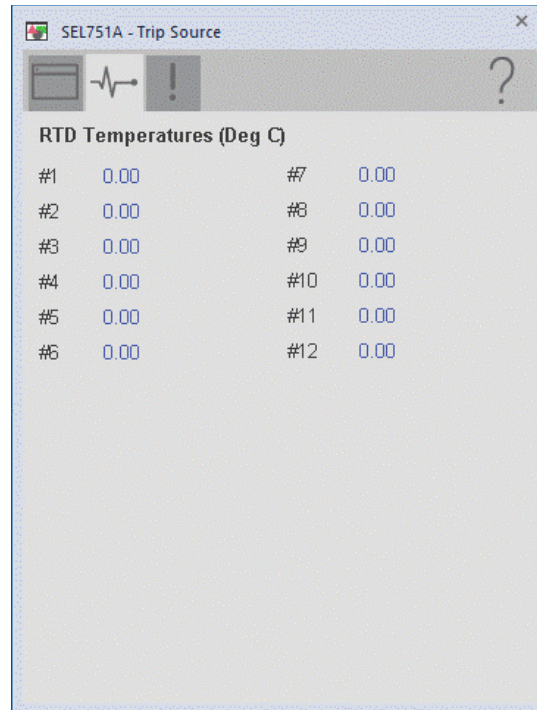 SEL751A - Trip Source
RTD Temperatures (Deg C)
#1 0.00 #7 0.00
#2 0.00 #8 0.00
#3 0.00 #9 0.00
#4 0.00 #10 0.00
#5 0.00 #11 0.00
#6 0.00 #12 0.00